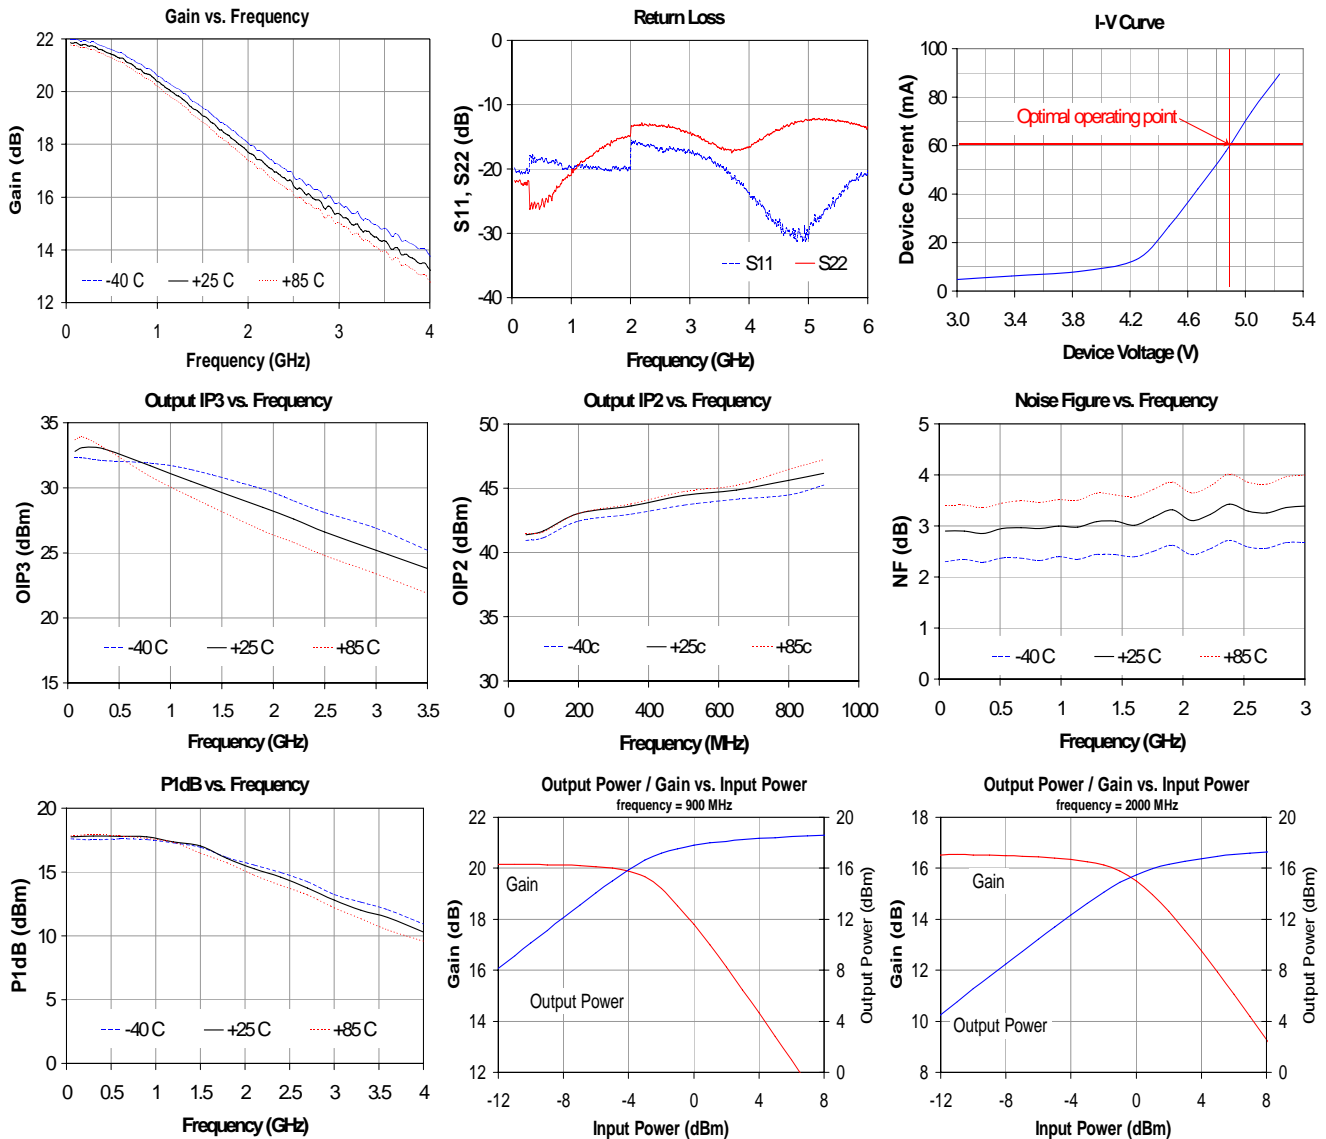 Gain vs. Frequency
Gain (dB)
22
20
18
16
14
12
-40 C
+25 C
+85 C
0 1 2 3 4
Frequency (GHz)
Return Loss
S11, S22 (dB)
0
-10
-20
-30
-40
S11
S22
0 1 2 3 4 5 6
Frequency (GHz)
I-V Curve
Device Current (mA)
100
80
60
40
20
0
Optimal operating point
3.0 3.4 3.8 4.2 4.6 5.0 5.4
Device Voltage (V)
Output IP3 vs. Frequency
OIP3 (dBm)
35
30
25
20
15
-40 C
+25 C
+85 C
0 0.5 1 1.5 2 2.5 3 3.5
Frequency (GHz)
Output IP2 vs. Frequency
OIP2 (dBm)
50
45
40
35
30
-40c
+25c
+85c
0 200 400 600 800 1000
Frequency (MHz)
Noise Figure vs. Frequency
NF (dB)
5
4
3
2
1
0
-40 C
+25 C
+85 C
0 0.5 1 1.5 2 2.5 3
Frequency (GHz)
P1dB vs. Frequency
P1dB (dBm)
20
15
10
5
0
-40 C
+25 C
+85 C
0 0.5 1 1.5 2 2.5 3 3.5 4
Frequency (GHz)
Output Power / Gain vs. Input Power
frequency = 900 MHz
Gain (dB)
22
20
18
16
14
12
Gain
Output Power
20
16
12
8
4
0
Output Power (dBm)
-12 -8 -4 0 4 8
Input Power (dBm)
Output Power / Gain vs. Input Power
frequency = 2000 MHz
Gain (dB)
18
16
14
12
10
8
Gain
Output Power
20
16
12
8
4
0
Output Power (dBm)
-12 -8 -4 0 4 8
Input Power (dBm)